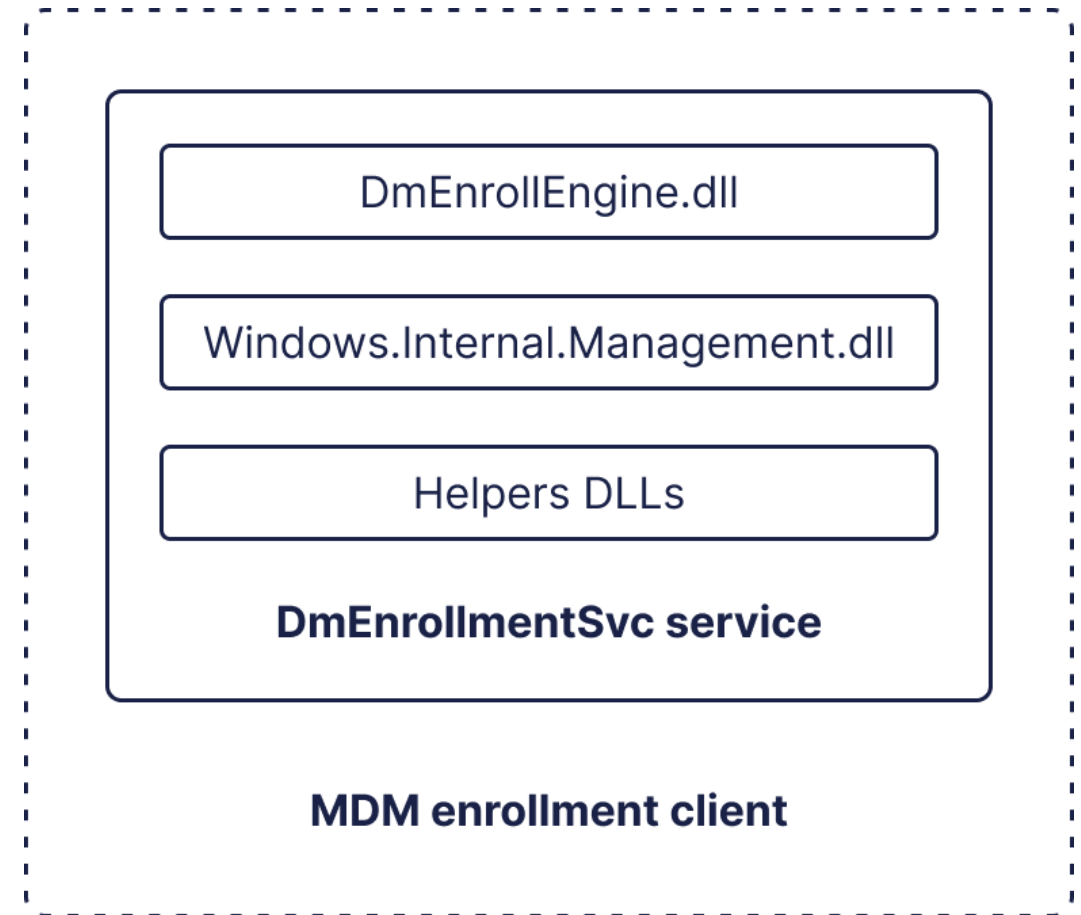 DmEnrollEngine.dll
Windows.Internal.Management.dll
Helpers DLLs
DmEnrollmentSvc service
MDM enrollment client